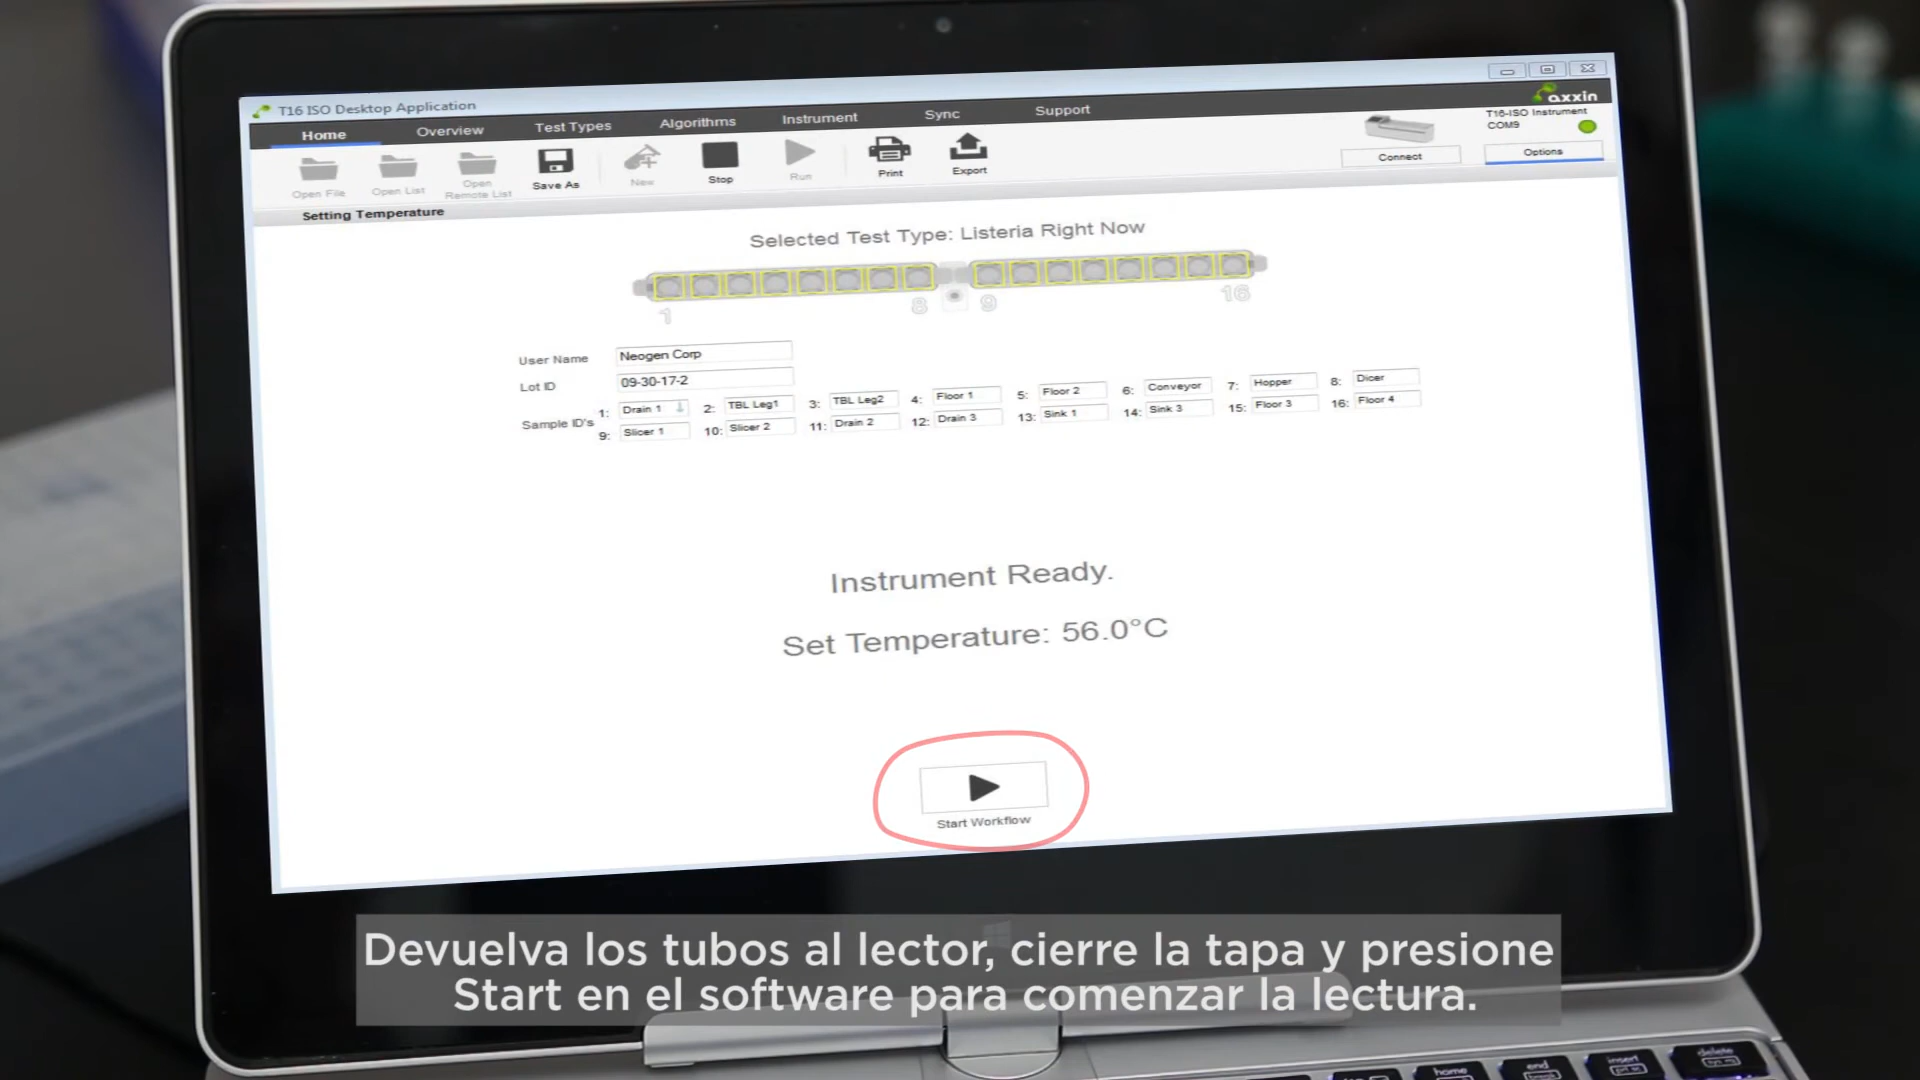 T16 ISO Desktop Application
axxin
Home Overview Test Types Algorithms Instrument Sync Support
T16-ISO Instrument
COM9
Open File Open List Open Remote List Save As New Stop Run Print Export
Connect Options
Setting Temperature
Selected Test Type: Listeria Right Now
1 8 9 16
User Name Neogen Corp
Lot ID 09-30-17-2
Sample ID's
1: Drain 1 2: TBL Leg1 3: TBL Leg2 4: Floor 1 5: Floor 2 6: Conveyor 7: Hopper 8: Dicer
9: Slicer 1 10: Slicer 2 11: Drain 2 12: Drain 3 13: Sink 1 14: Sink 3 15: Floor 3 16: Floor 4
Instrument Ready.
Set Temperature: 56.0°C
Start Workflow
Devuelva los tubos al lector, cierre la tapa y presione
Start en el software para comenzar la lectura.
home end insert delete